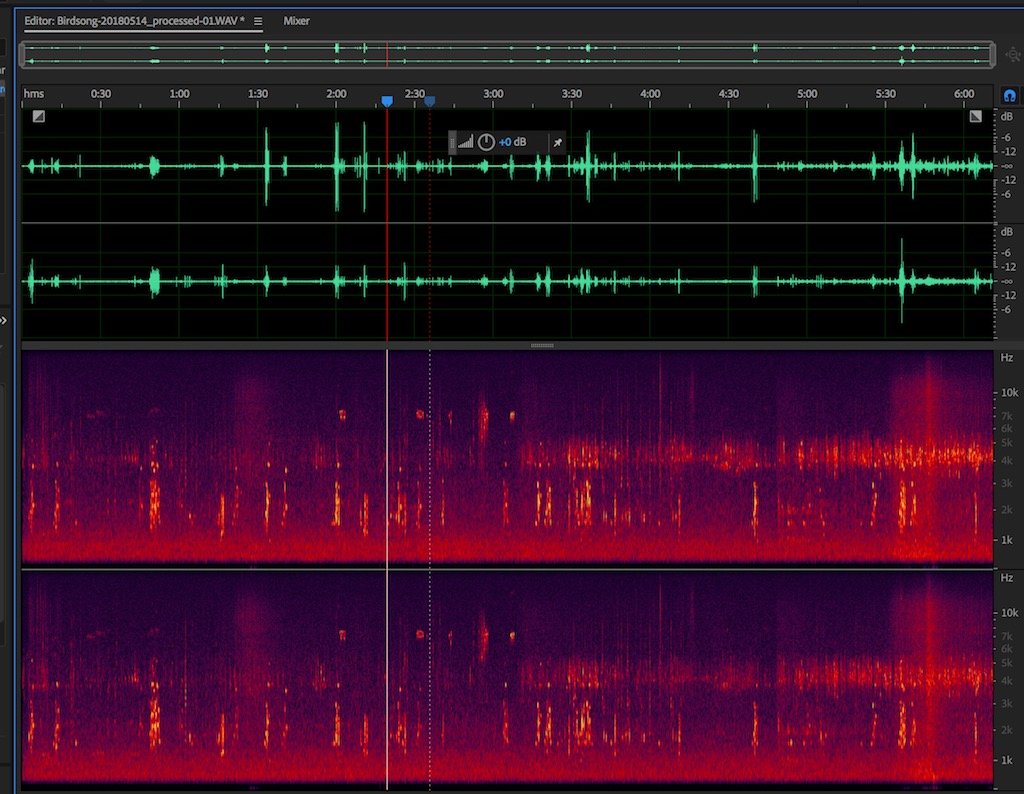 Editor: Birdsong-20180514_processed-01.WAV * ☰ Mixer
hms 0:30 1:00 1:30 2:00 2:30 3:00 3:30 4:00 4:30 5:00 5:30 6:00
dB
-6
-12
-∞
-12
-6
+0 dB
dB
-6
-12
-∞
-12
-6
Hz
10k
7k
6k
5k
4k
3k
2k
1k
Hz
10k
7k
6k
5k
4k
3k
2k
1k